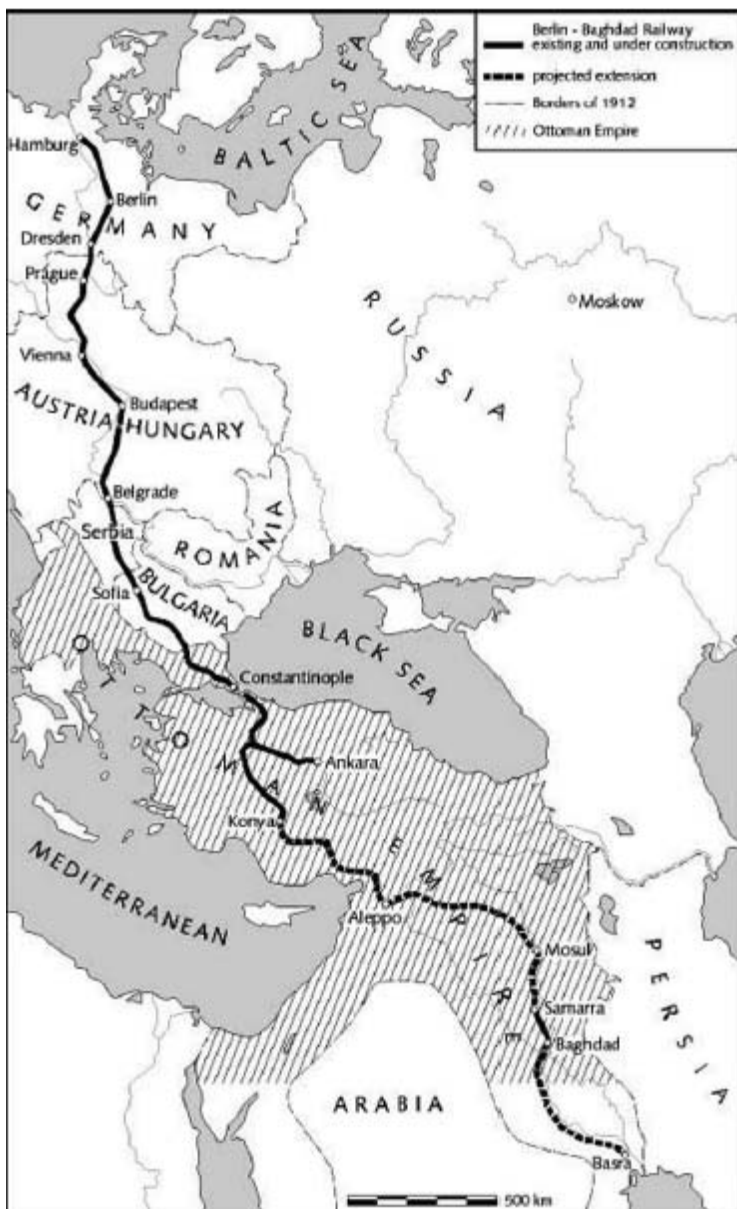 Berlin - Baghdad Railway
existing and under construction
projected extension
Borders of 1912
Ottoman Empire
BALTIC SEA
Hamburg
Berlin
GERMANY
Dresden
Prague
RUSSIA
Moskow
Vienna
Budapest
AUSTRIA HUNGARY
Belgrade
Serbia
ROMANIA
BULGARIA
Sofia
BLACK SEA
Constantinople
OTTOMAN EMPIRE
Ankara
Konya
MEDITERRANEAN
Aleppo
Mosul
PERSIA
Samarra
Baghdad
ARABIA
Basra
500 km